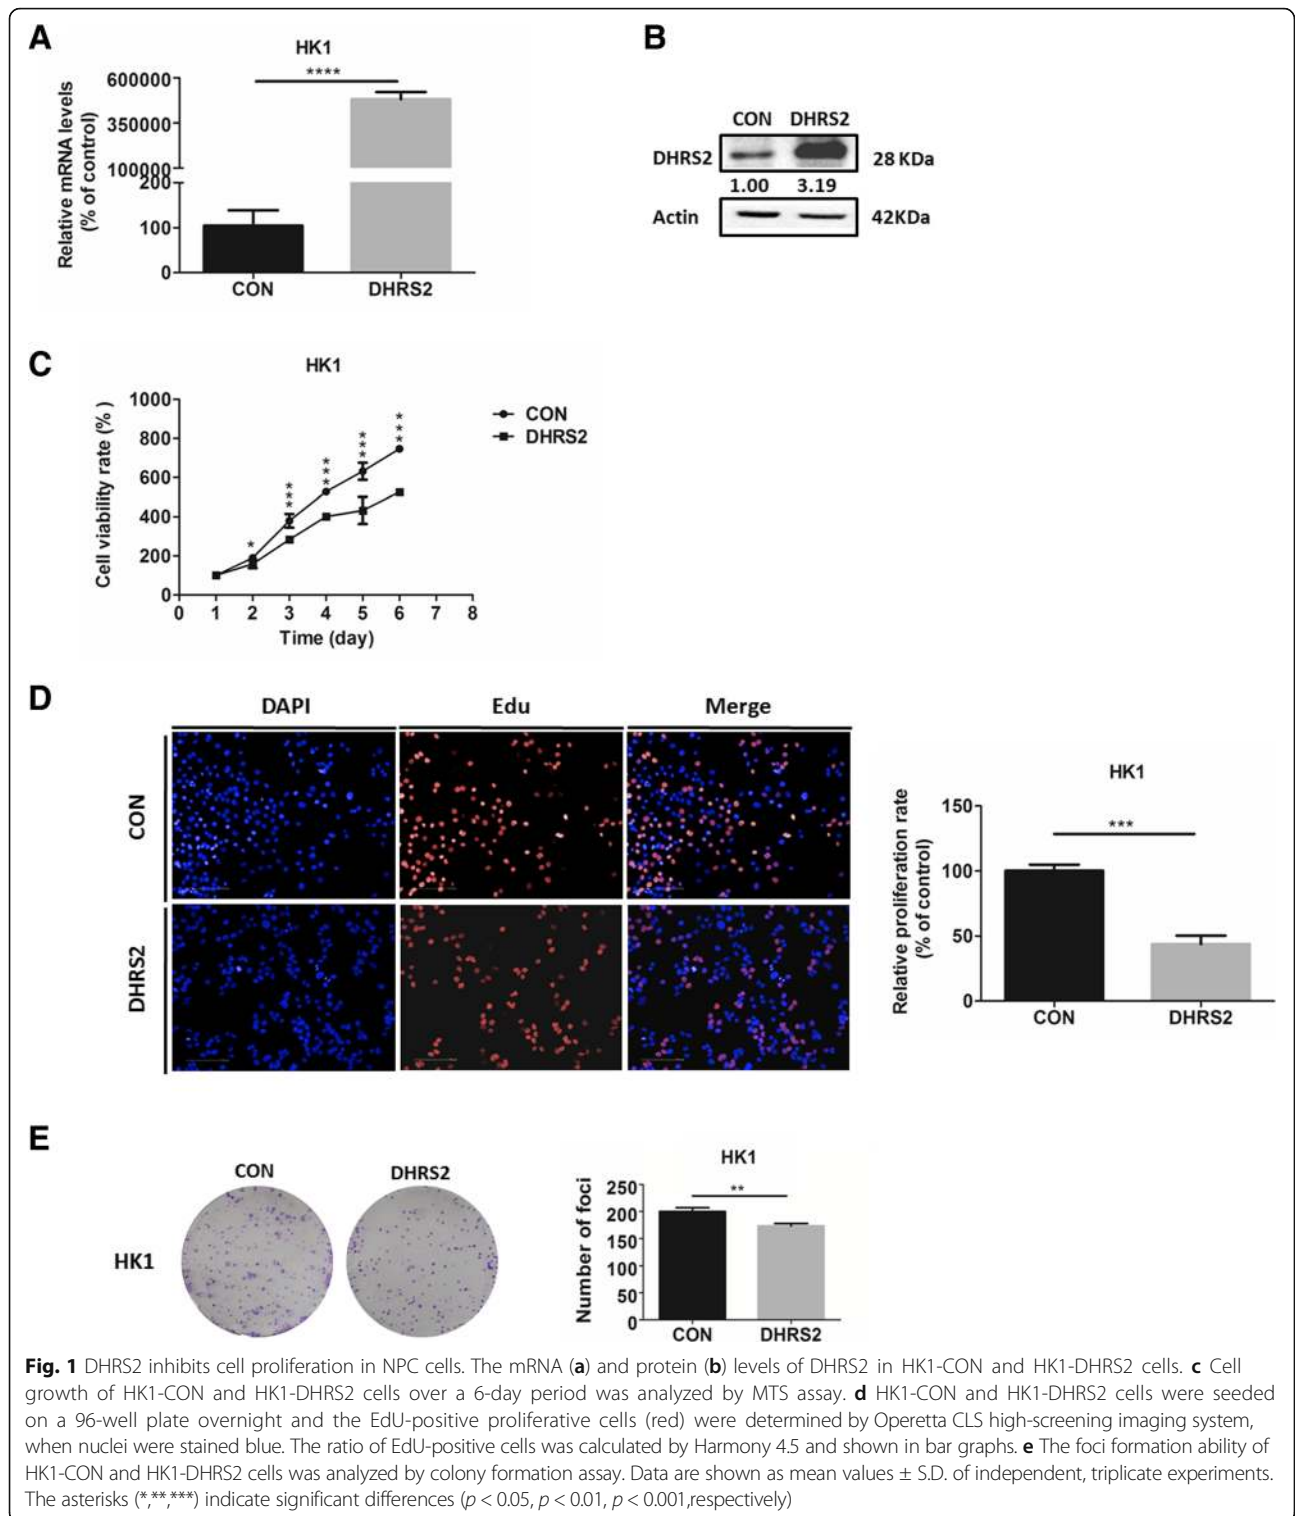 A
HK1
****
Relative mRNA levels
(% of control)
600000
350000
100000
200
100
0
CON
DHRS2
B
CON DHRS2
DHRS2
28 KDa
1.00 3.19
Actin
42KDa
C
HK1
Cell viability rate (% )
1000
800
600
400
200
0
*
***
***
***
***
0 1 2 3 4 5 6 7 8
Time (day)
CON
DHRS2
D
DAPI Edu Merge
CON
DHRS2
HK1
***
Relative proliferation rate
(% of control)
150
100
50
0
CON DHRS2
E
CON DHRS2
HK1
HK1
**
Number of foci
250
200
150
100
50
0
CON DHRS2
Fig. 1 DHRS2 inhibits cell proliferation in NPC cells. The mRNA (a) and protein (b) levels of DHRS2 in HK1-CON and HK1-DHRS2 cells. c Cell
growth of HK1-CON and HK1-DHRS2 cells over a 6-day period was analyzed by MTS assay. d HK1-CON and HK1-DHRS2 cells were seeded
on a 96-well plate overnight and the EdU-positive proliferative cells (red) were determined by Operetta CLS high-screening imaging system,
when nuclei were stained blue. The ratio of EdU-positive cells was calculated by Harmony 4.5 and shown in bar graphs. e The foci formation ability of
HK1-CON and HK1-DHRS2 cells was analyzed by colony formation assay. Data are shown as mean values ± S.D. of independent, triplicate experiments.
The asterisks (*,**,***) indicate significant differences (p < 0.05, p < 0.01, p < 0.001,respectively)